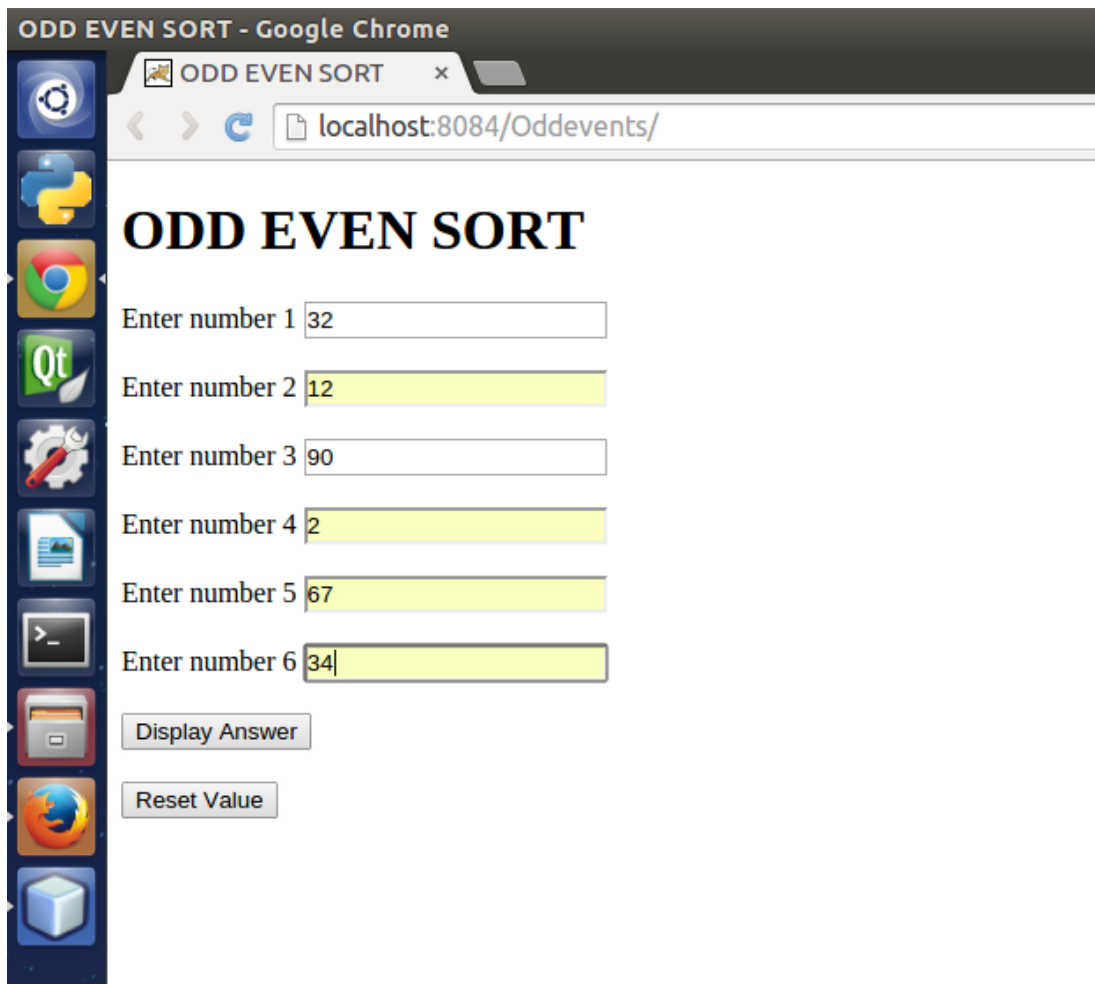 ODD EVEN SORT - Google Chrome
ODD EVEN SORT ×
localhost:8084/Oddevents/
ODD EVEN SORT
Enter number 1 32
Enter number 2 12
Enter number 3 90
Qt
Enter number 4 2
Enter number 5 67
>_
Enter number 6 34
Display Answer
Reset Value